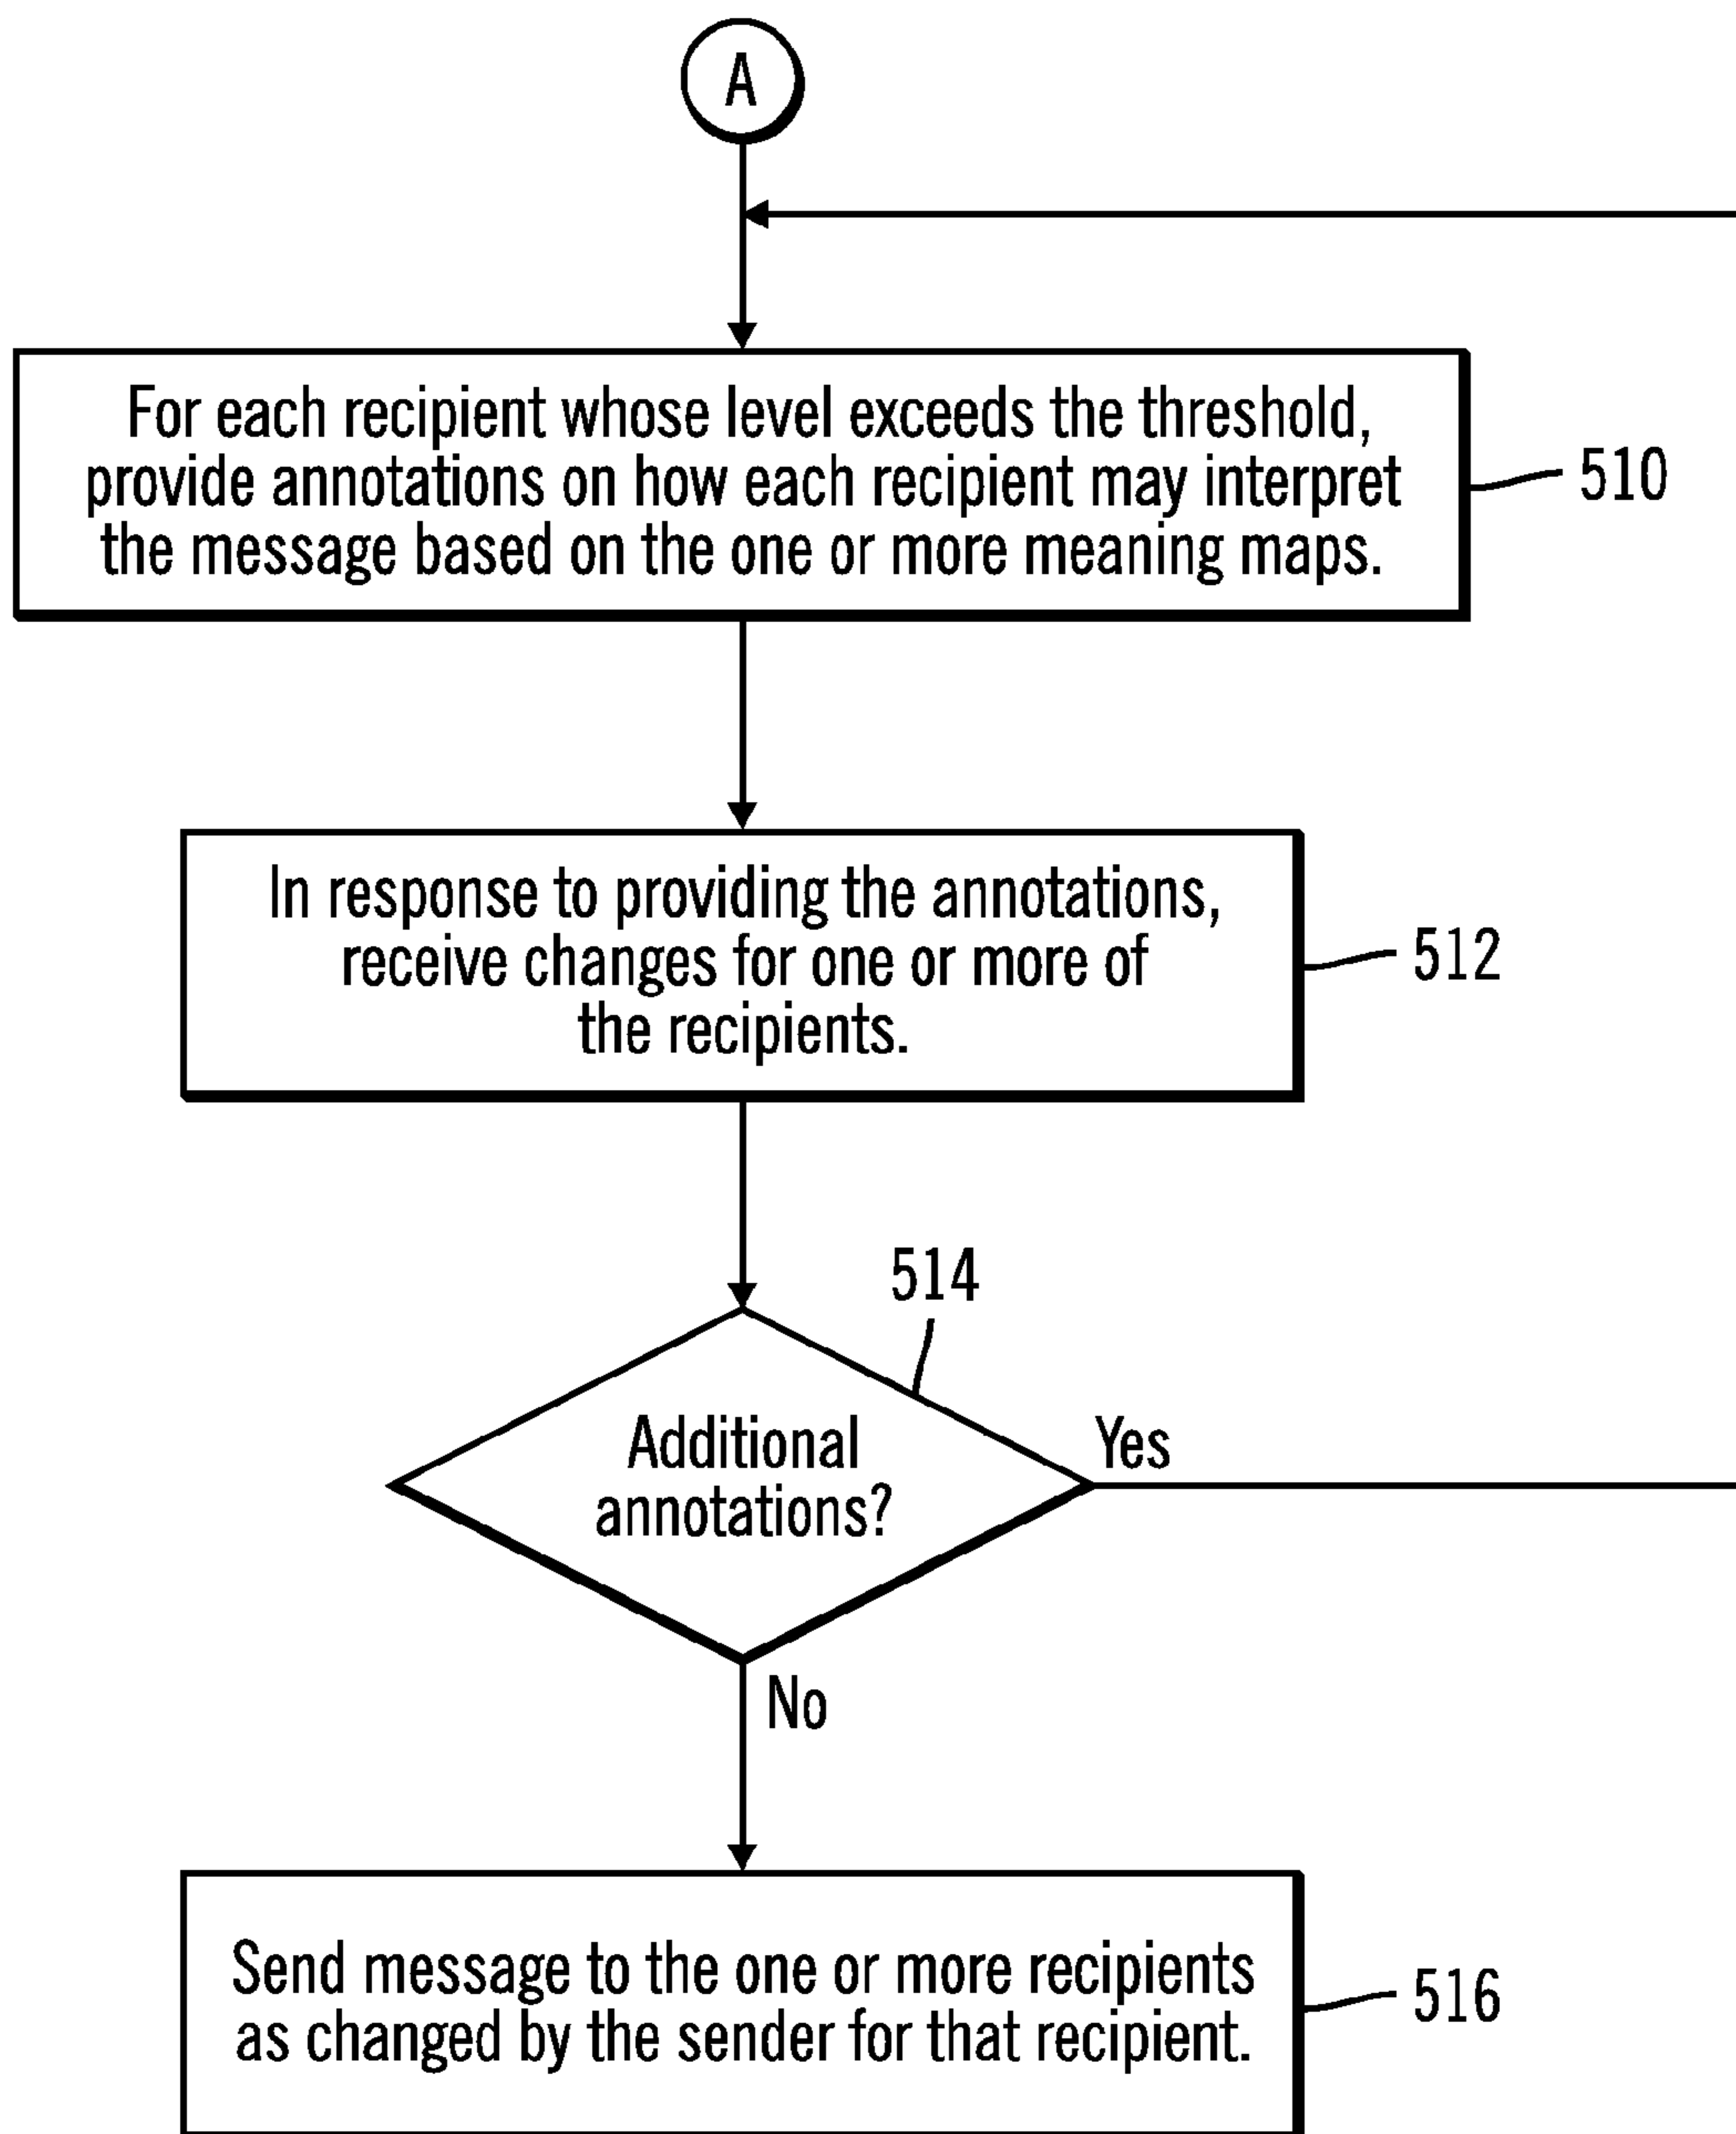 A
For each recipient whose level exceeds the threshold,
provide annotations on how each recipient may interpret
the message based on the one or more meaning maps.
510
In response to providing the annotations,
receive changes for one or more of
the recipients.
512
514
Additional
annotations?
Yes
No
Send message to the one or more recipients
as changed by the sender for that recipient.
516